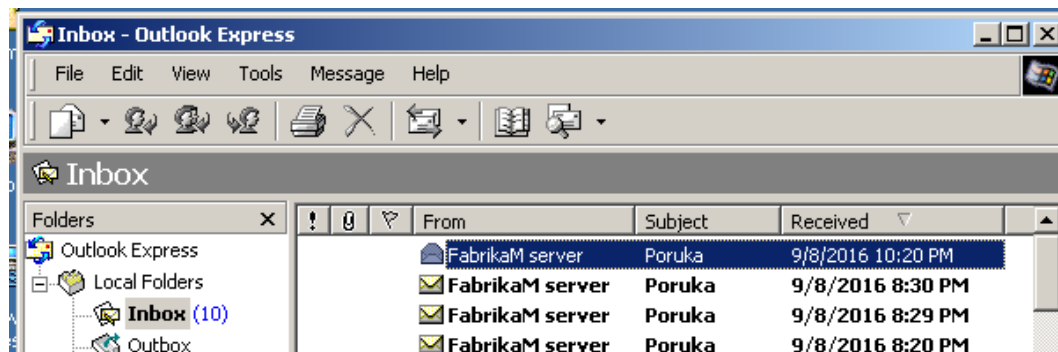 Inbox - Outlook Express
File Edit View Tools Message Help
Inbox
Folders
From Subject Received
Outlook Express
FabrikaM server Poruka 9/8/2016 10:20 PM
Local Folders
FabrikaM server Poruka 9/8/2016 8:30 PM
Inbox (10)
FabrikaM server Poruka 9/8/2016 8:29 PM
Outbox
FabrikaM server Poruka 9/8/2016 8:20 PM